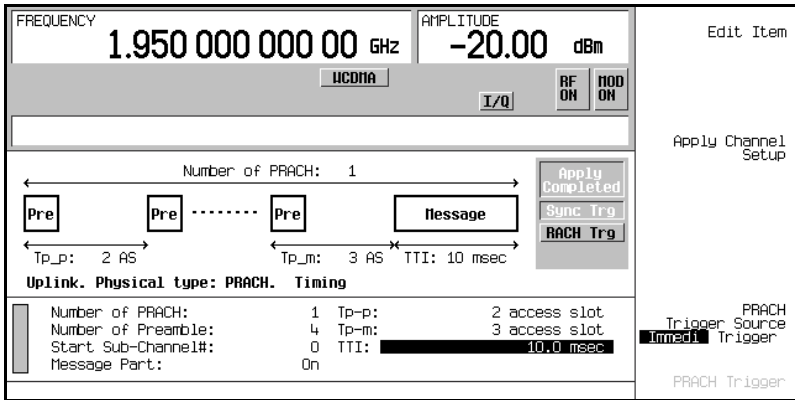 FREQUENCY
1.950 000 000 00 GHz
AMPLITUDE
-20.00 dBm
WCDMA
I/Q
RF ON
MOD ON
Edit Item
Apply Channel Setup
Number of PRACH: 1
Apply Completed
Sync Trg
RACH Trg
Pre Pre Pre Message
Tp_p: 2 AS Tp_m: 3 AS TTI: 10 msec
Uplink. Physical type: PRACH. Timing
Number of PRACH: 1 Tp-p: 2 access slot
Number of Preamble: 4 Tp-m: 3 access slot
Start Sub-Channel#: 0 TTI: 10.0 msec
Message Part: On
PRACH
Trigger Source
Immedi Trigger
PRACH Trigger